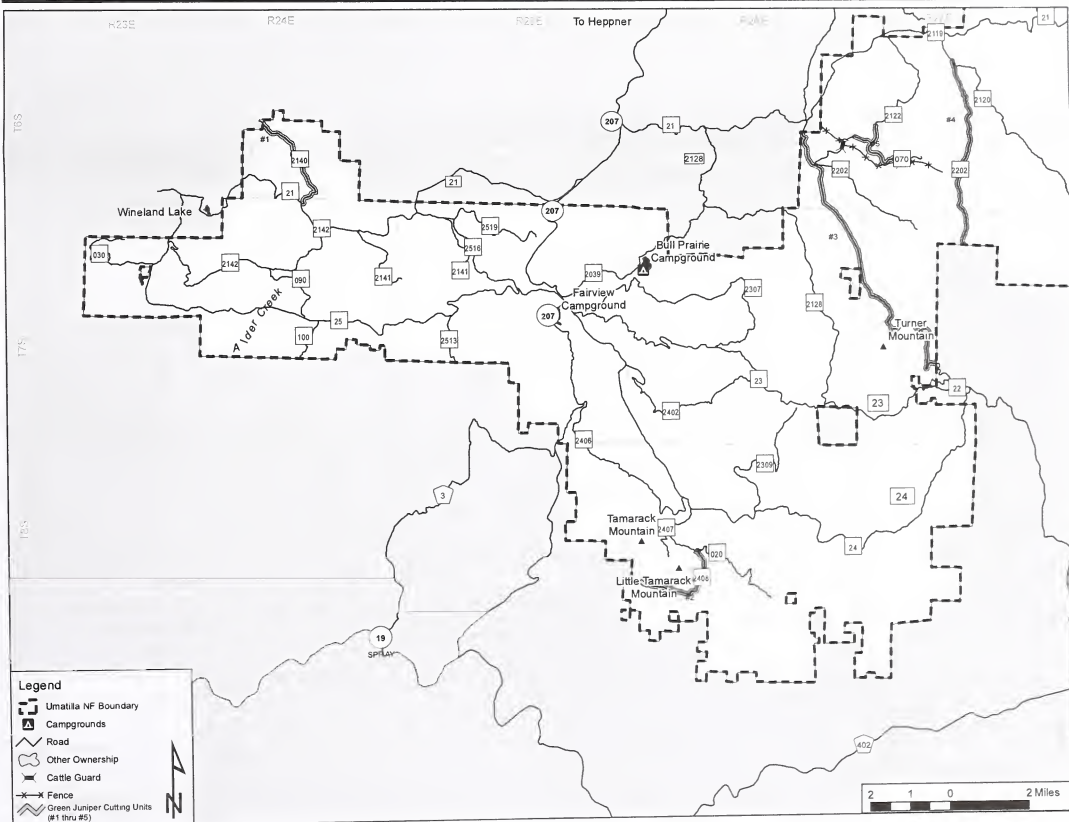 To Heppner
R23E
R24E
21
2119
T6S
#1
2140
21
207
21
2128
2122
070
#4
2120
2202
2202
Wineland Lake
21
207
2142
2519
2516
#3
Bull Prairie
Campground
030
2142
090
2141
2141
2039
2307
2128
Fairview
Campground
207
Alder Creek
25
100
2513
Turner
Mountain
T7S
23
22
2402
23
2406
2309
3
24
Tamarack
Mountain
2407
24
020
Little Tamarack
Mountain
2408
#2
19
SPRAY
402
Legend
Umatilla NF Boundary
Campgrounds
Road
Other Ownership
Cattle Guard
Fence
Green Juniper Cutting Units
(#1 thru #5)
N
2 1 0 2 Miles